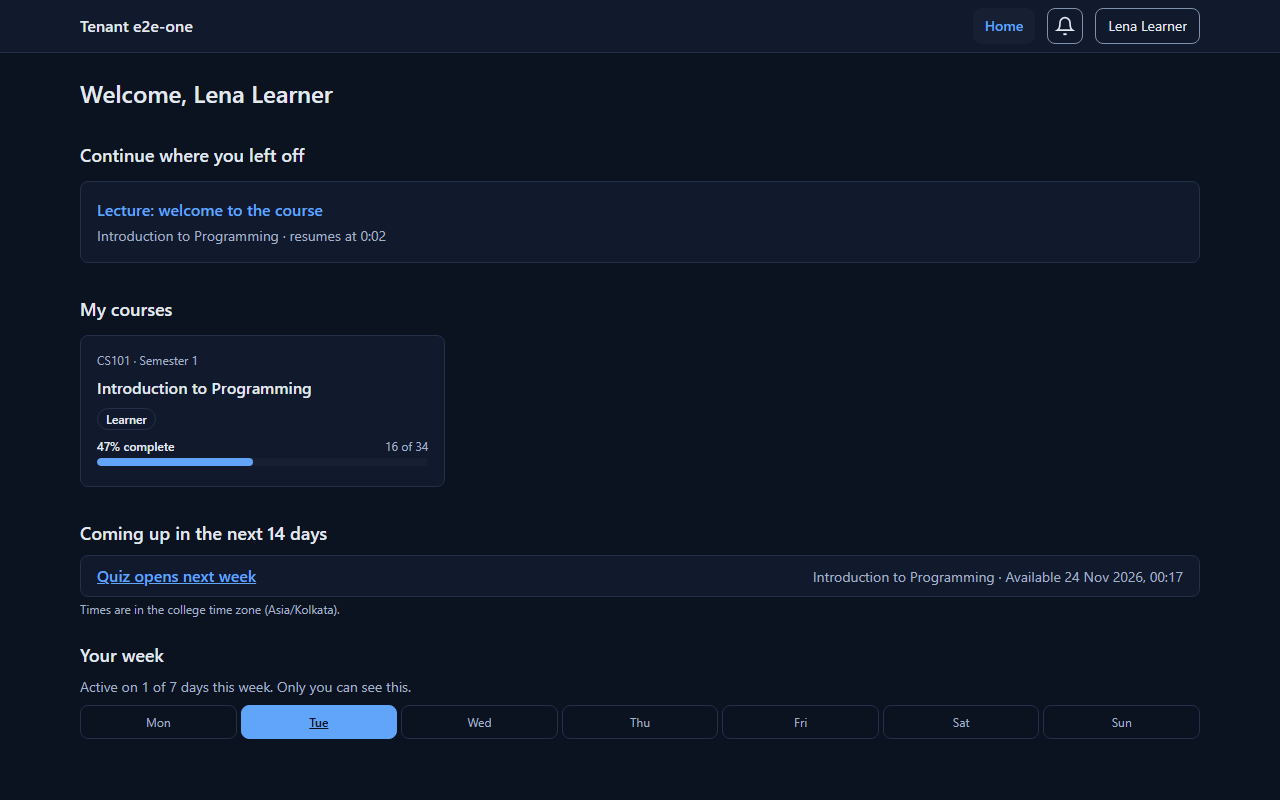 Tenant e2e-one
Home
Lena Learner
Welcome, Lena Learner
Continue where you left off
Lecture: welcome to the course
Introduction to Programming · resumes at 0:02
My courses
CS101 · Semester 1
Introduction to Programming
Learner
47% complete 16 of 34
Coming up in the next 14 days
Quiz opens next week Introduction to Programming · Available 24 Nov 2026, 00:17
Times are in the college time zone (Asia/Kolkata).
Your week
Active on 1 of 7 days this week. Only you can see this.
Mon Tue Wed Thu Fri Sat Sun